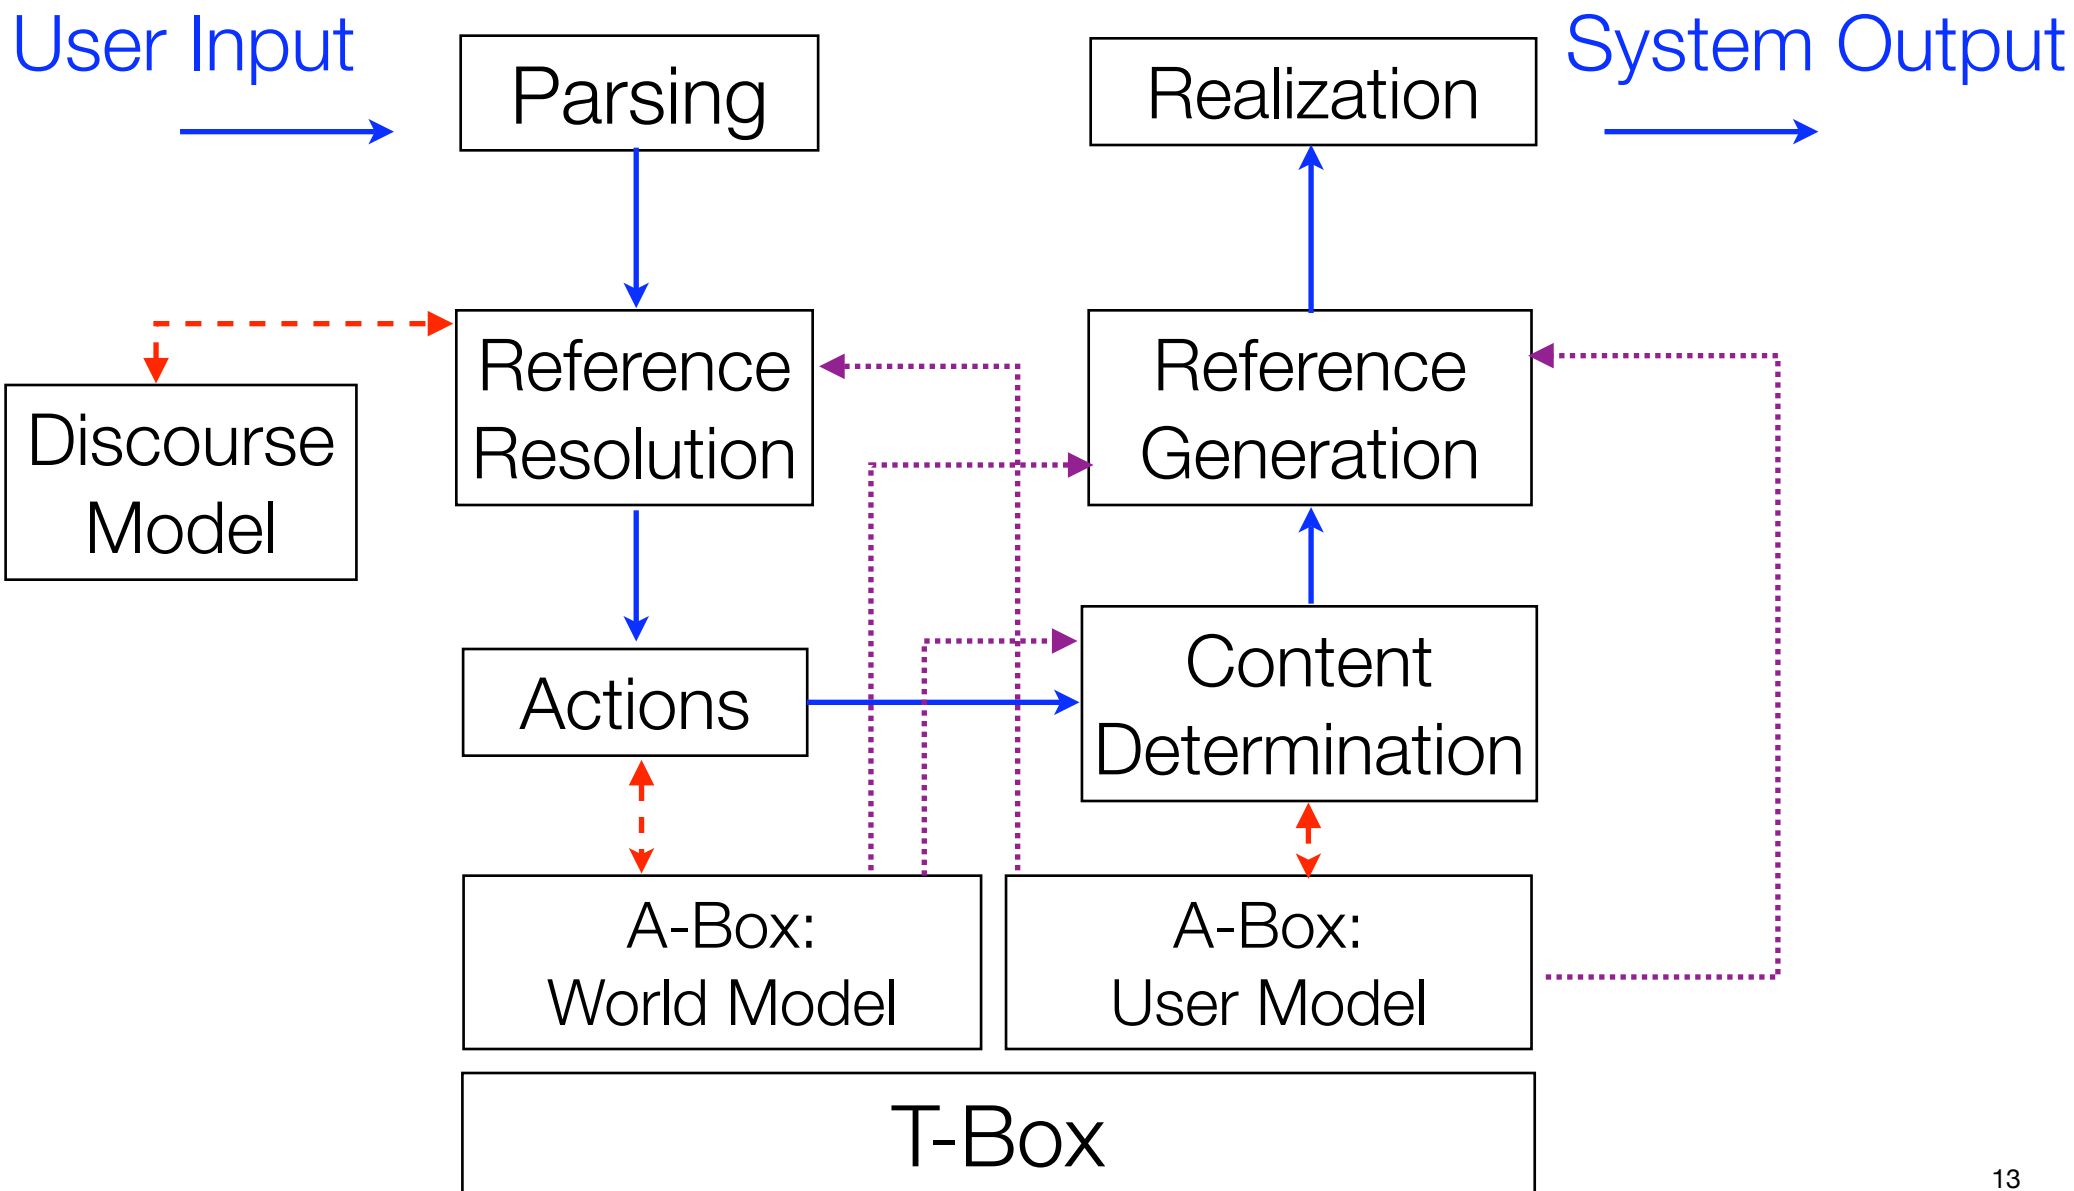 User Input
Parsing
Realization
System Output
Discourse
Model
Reference
Resolution
Reference
Generation
Actions
Content
Determination
A-Box:
World Model
A-Box:
User Model
T-Box
13